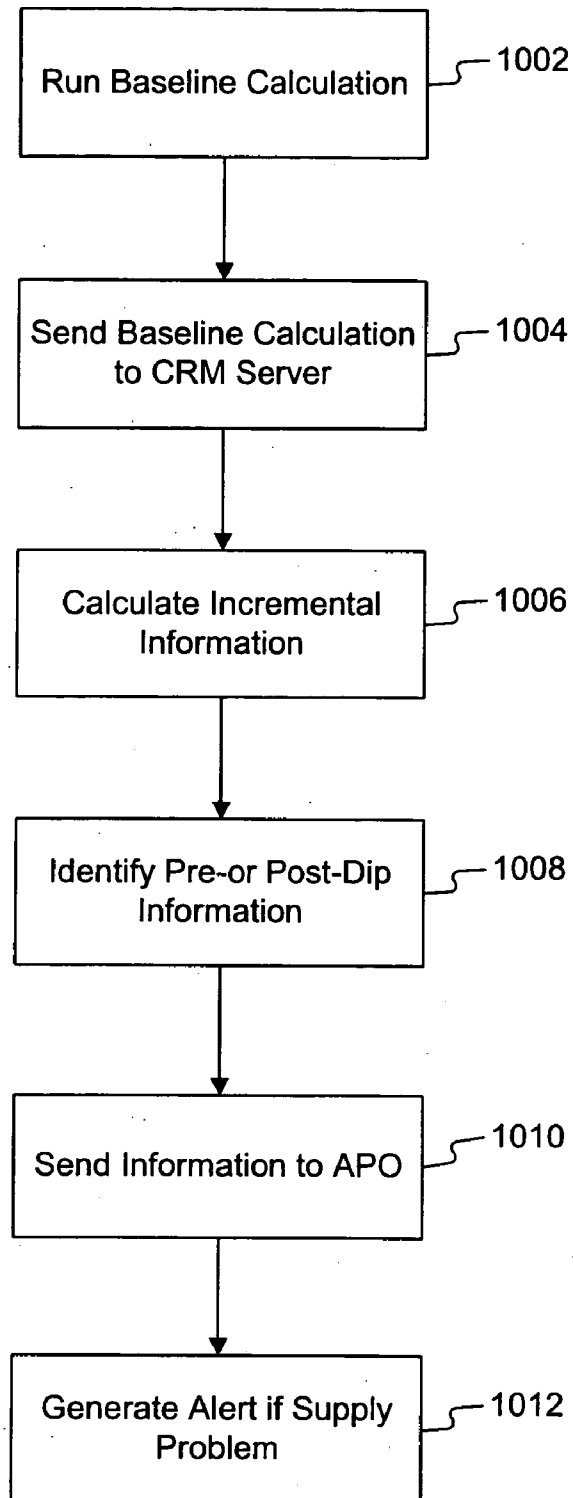 Run Baseline Calculation
1002
Send Baseline Calculation
to CRM Server
1004
Calculate Incremental
Information
1006
Identify Pre-or Post-Dip
Information
1008
Send Information to APO
1010
Generate Alert if Supply
Problem
1012